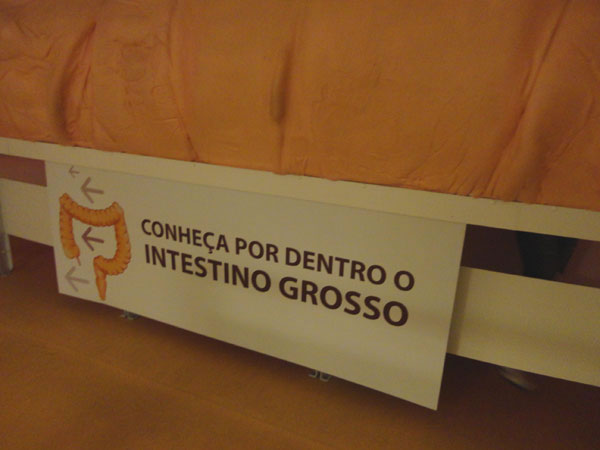 CONHEÇA POR DENTRO O
INTESTINO GROSSO